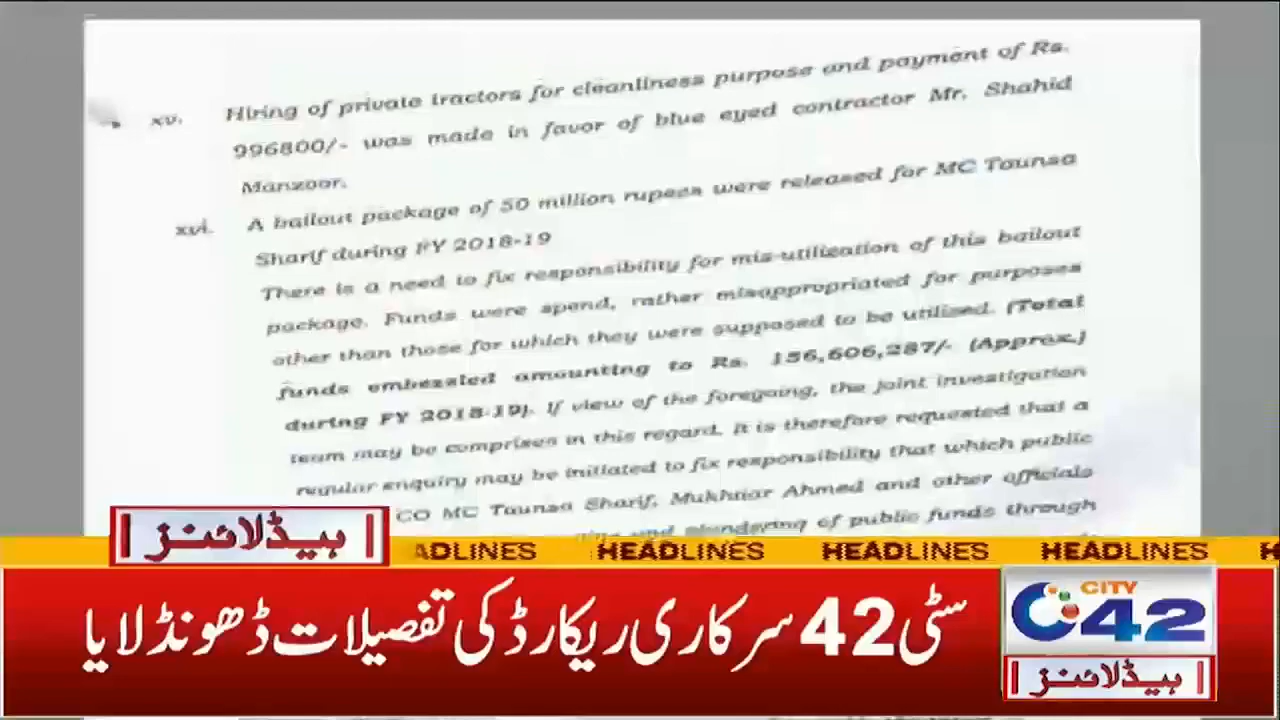 xv. Hiring of private tractors for cleanliness purpose and payment of Rs.
996800/- was made in favor of blue eyed contractor Mr. Shahid
Manzoor.
xvi. A bailout package of 50 million rupees were released for MC Taunsa
Sharif during FY 2018-19
There is a need to fix responsibility for mis-utilization of this bailout
package. Funds were spend, rather misappropriated for purposes
other than those for which they were supposed to be utilized. (Total
funds embezzled amounting to Rs. 156,606,287/- (Approx.)
during FY 2018-19). If view of the foregoing, the joint investigation
team may be comprises in this regard. It is therefore requested that a
regular enquiry may be initiated to fix responsibility that which public
CO MC Taunsa Sharif, Mukhtiar Ahmed and other officials
and plundering of public funds through
ہیڈلائنز
ADLINES HEADLINES HEADLINES HEADLINES H
سٹی 42 سرکاری ریکارڈ کی تفصیلات ڈھونڈ لایا
CITY
42
ہیڈلائنز